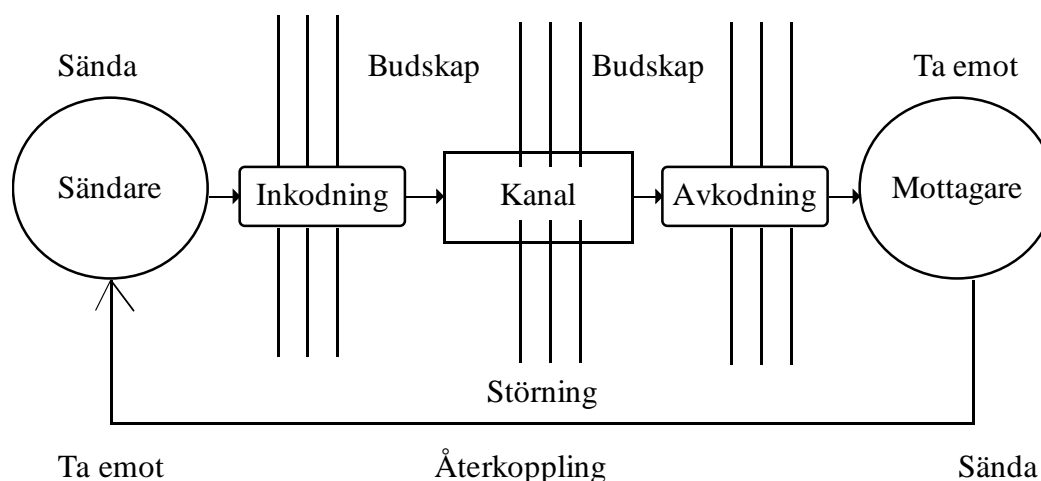 Sända Budskap Budskap Ta emot
Sändare Inkodning Kanal Avkodning Mottagare
Störning
Ta emot Återkoppling Sända